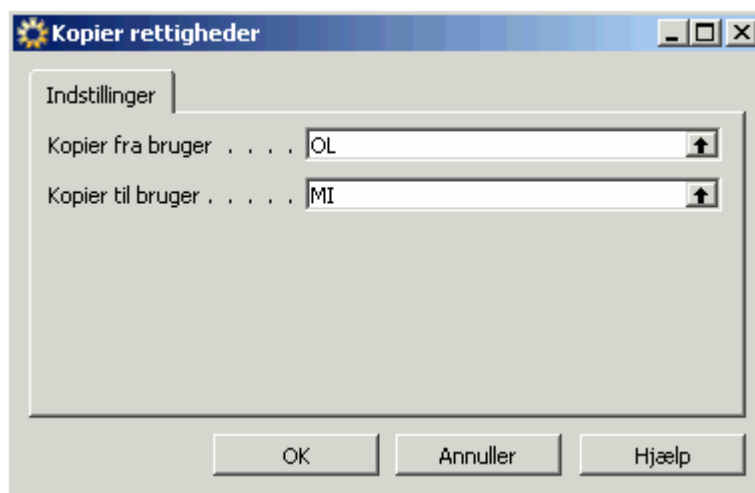 Kopier rettigheder
Indstillinger
Kopier fra bruger . . . . OL
Kopier til bruger . . . . . MI
OK Annuller Hjælp